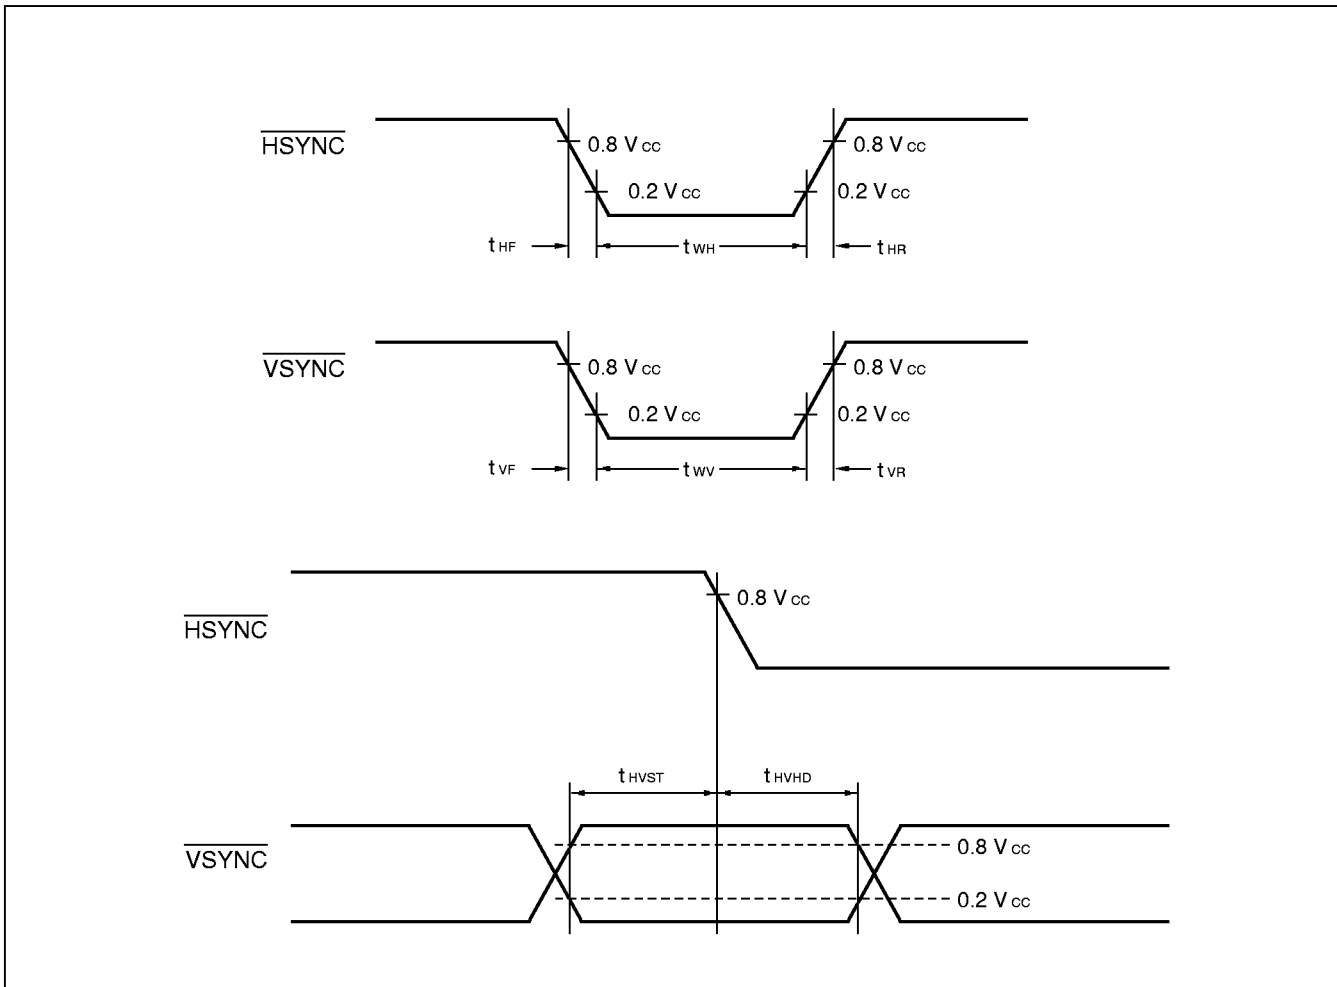 HSYNC
0.8 VCC
0.8 VCC
0.2 VCC
0.2 VCC
tHF
tWH
tHR
VSYNC
0.8 VCC
0.8 VCC
0.2 VCC
0.2 VCC
tVF
tWV
tVR
HSYNC
0.8 VCC
tHVST
tHVHD
VSYNC
0.8 VCC
0.2 VCC